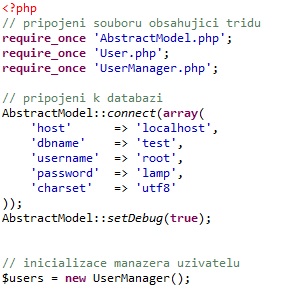 <?php
// pripojeni souboru obsahujici tridu
require_once 'AbstractModel.php';
require_once 'User.php';
require_once 'UserManager.php';

// pripojeni k databazi
AbstractModel::connect(array(
    'host'     => 'localhost',
    'dbname'   => 'test',
    'username' => 'root',
    'password' => 'lamp',
    'charset'  => 'utf8'
));
AbstractModel::setDebug(true);


// inicializace manazera uzivatelu
$users = new UserManager();